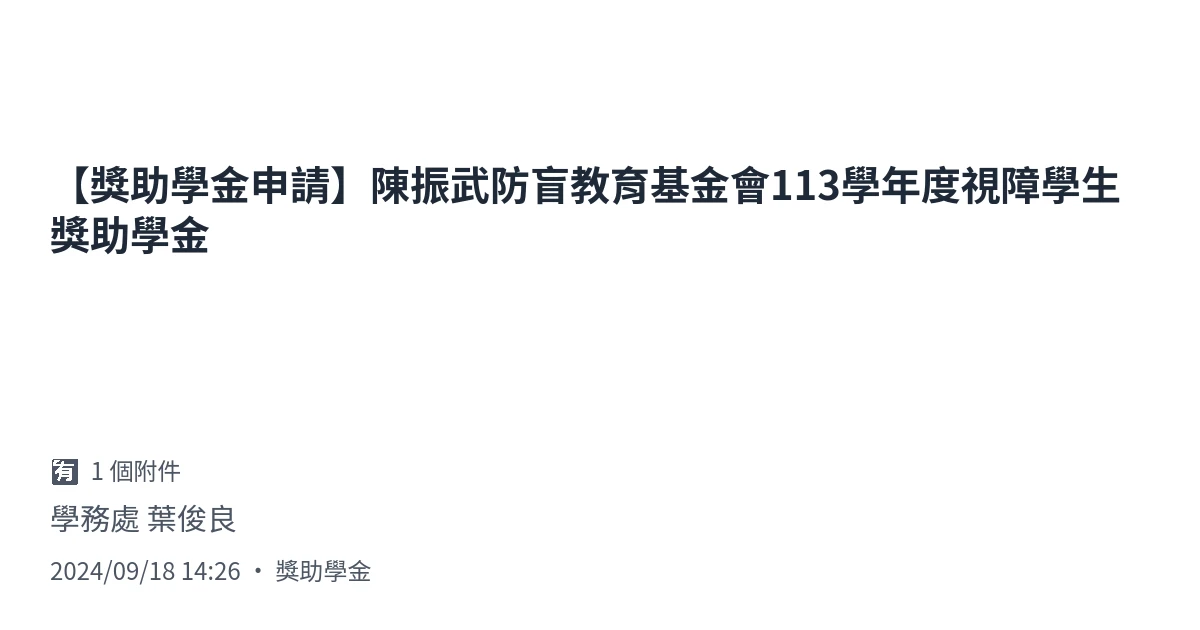 【獎助學金申請】陳振武防盲教育基金會113學年度視障學生
獎助學金
有 1 個附件
學務處 葉俊良
2024/09/18 14:26 • 獎助學金